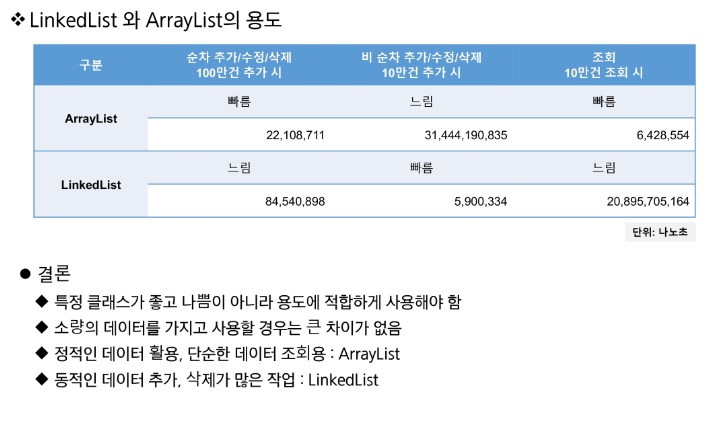 ❖ LinkedList 와 ArrayList의 용도
구분
순차 추가/수정/삭제
100만건 추가 시
비 순차 추가/수정/삭제
10만건 추가 시
조회
10만건 조회 시
ArrayList
빠름
느림
빠름
22,108,711
31,444,190,835
6,428,554
LinkedList
느림
빠름
느림
84,540,898
5,900,334
20,895,705,164
단위: 나노초
● 결론
◆ 특정 클래스가 좋고 나쁨이 아니라 용도에 적합하게 사용해야 함
◆ 소량의 데이터를 가지고 사용할 경우는 큰 차이가 없음
◆ 정적인 데이터 활용, 단순한 데이터 조회용 : ArrayList
◆ 동적인 데이터 추가, 삭제가 많은 작업 : LinkedList